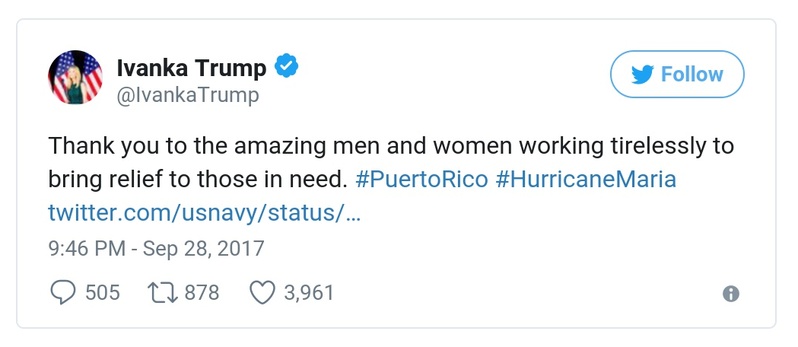 Ivanka Trump
@IvankaTrump
Follow
Thank you to the amazing men and women working tirelessly to
bring relief to those in need. #PuertoRico #HurricaneMaria
twitter.com/usnavy/status/…
9:46 PM - Sep 28, 2017
505 878 3,961